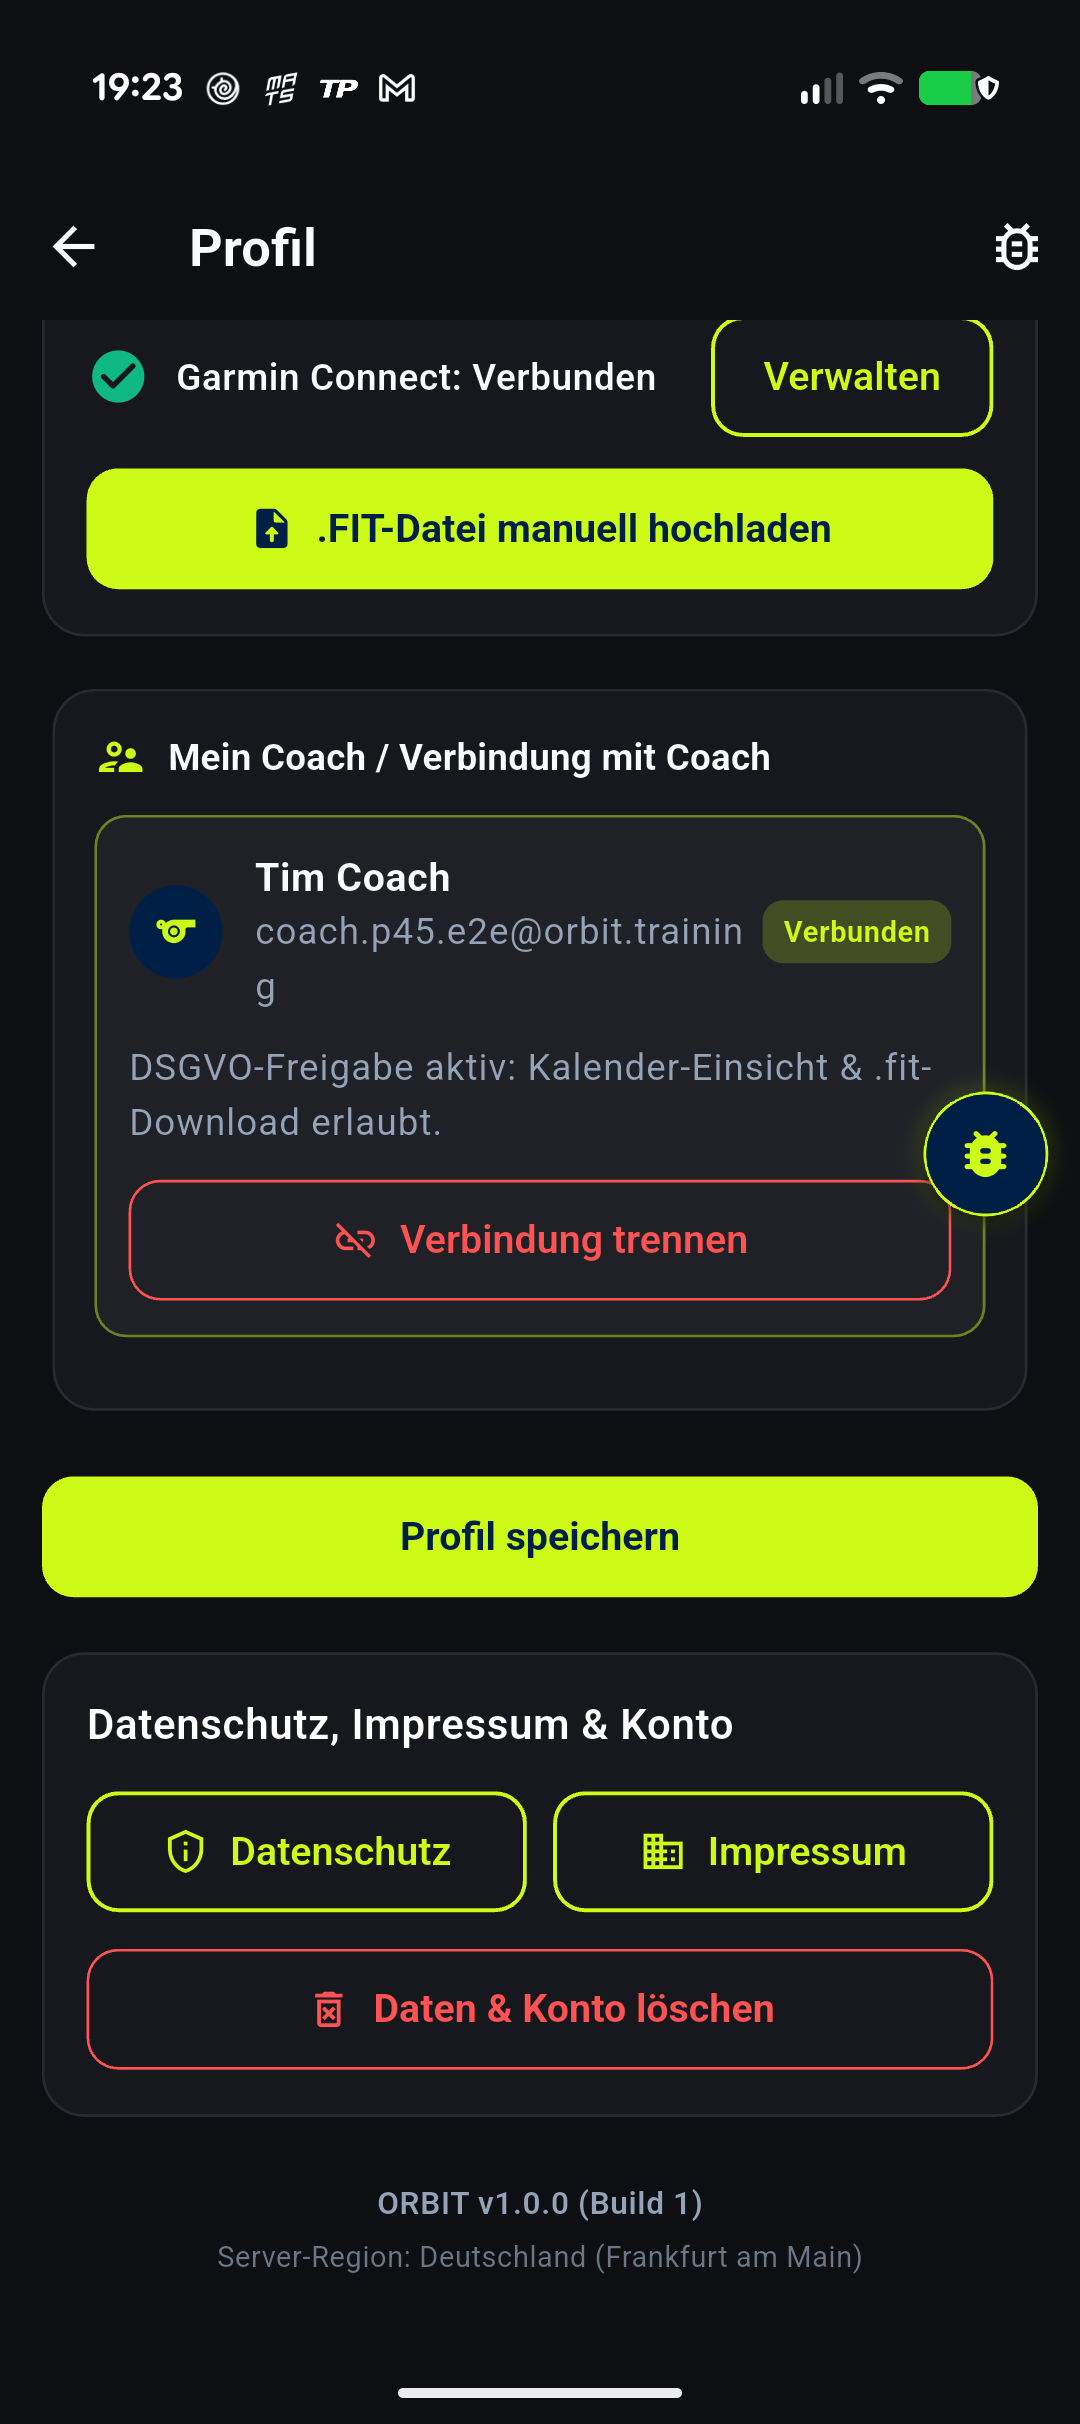 19:23 MATS TP
Profil
Garmin Connect: Verbunden
Verwalten
.FIT-Datei manuell hochladen
Mein Coach / Verbindung mit Coach
Tim Coach
coach.p45.e2e@orbit.trainin
g
Verbunden
DSGVO-Freigabe aktiv: Kalender-Einsicht & .fit-
Download erlaubt.
Verbindung trennen
Profil speichern
Datenschutz, Impressum & Konto
Datenschutz
Impressum
Daten & Konto löschen
ORBIT v1.0.0 (Build 1)
Server-Region: Deutschland (Frankfurt am Main)